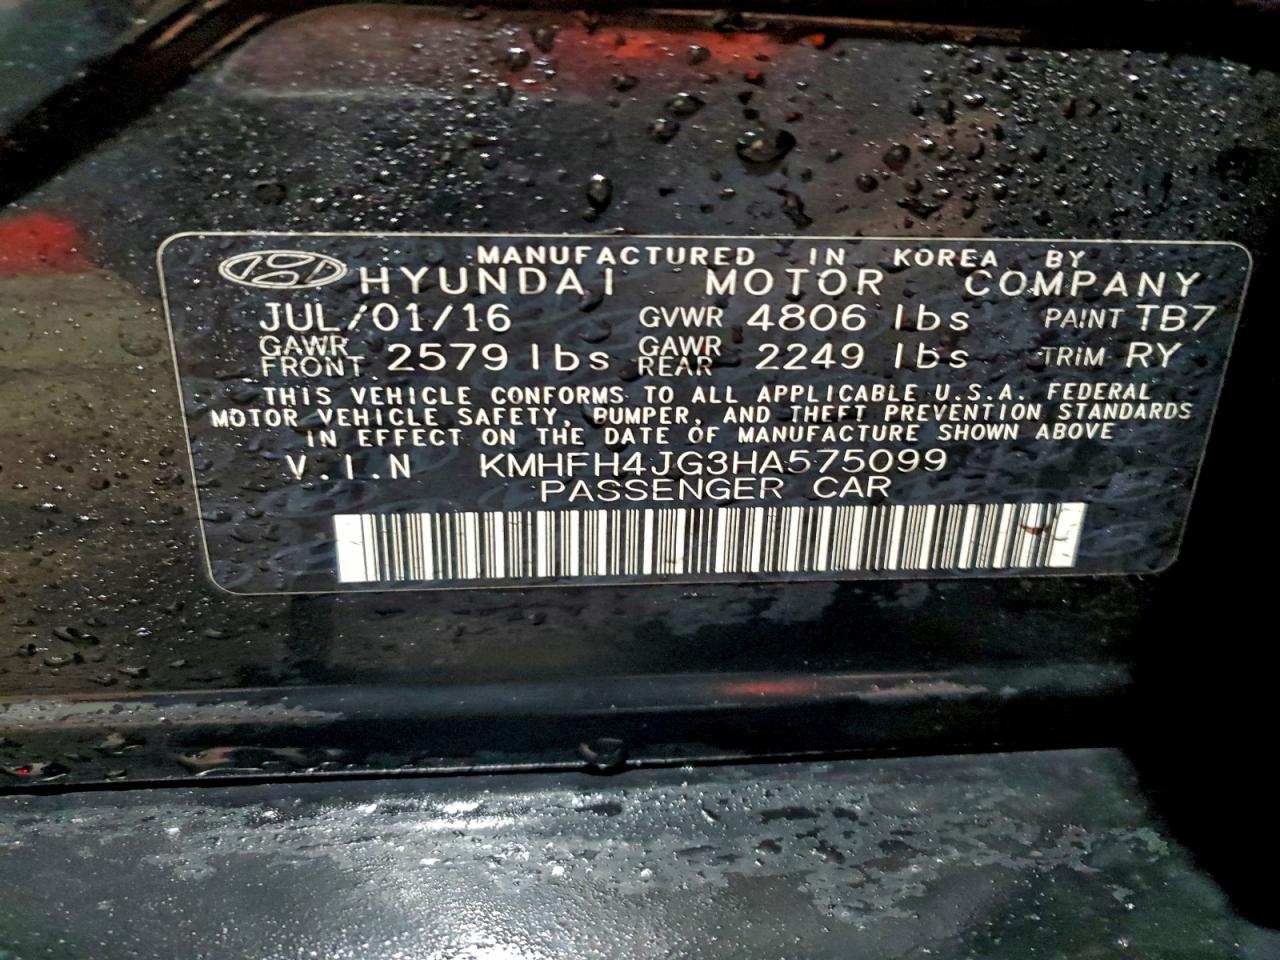 MANUFACTURED IN KOREA BY
HYUNDAI MOTOR COMPANY
JUL/01/16 GVWR 4806 lbs PAINT TB7
GAWR FRONT 2579 lbs GAWR REAR 2249 lbs TRIM RY
THIS VEHICLE CONFORMS TO ALL APPLICABLE U.S.A. FEDERAL
MOTOR VEHICLE SAFETY, BUMPER, AND THEFT PREVENTION STANDARDS
IN EFFECT ON THE DATE OF MANUFACTURE SHOWN ABOVE
V.I.N KMHFH4JG3HA575099
PASSENGER CAR